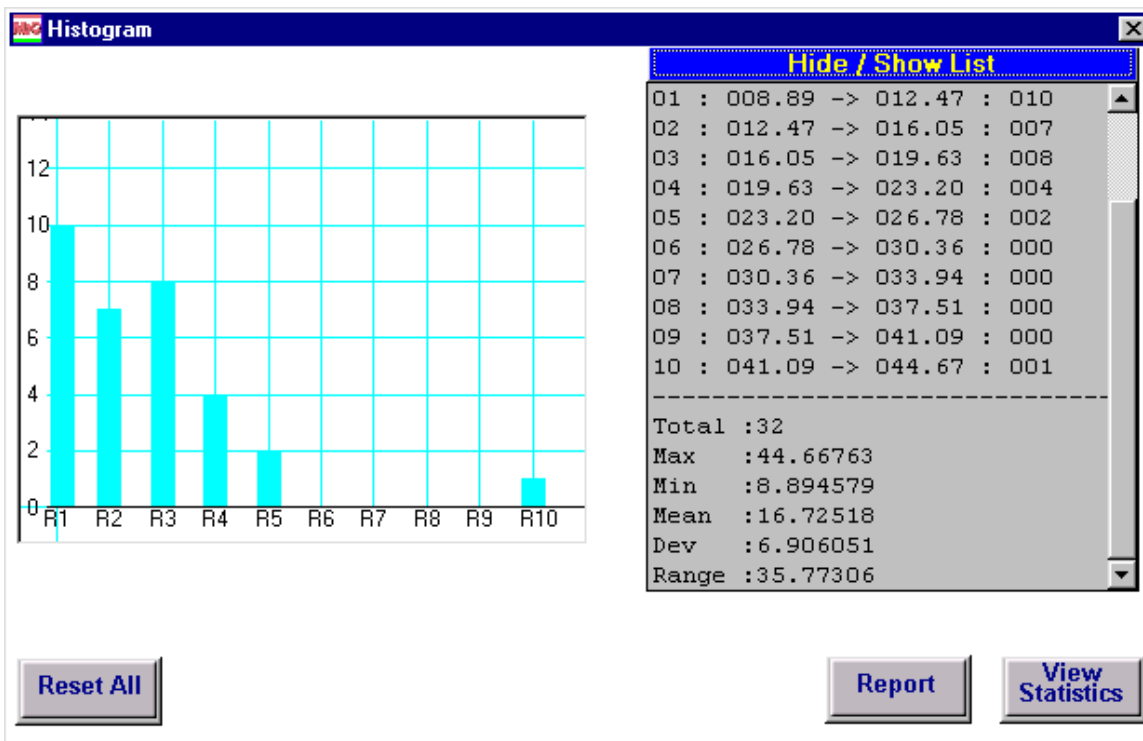 Histogram
Hide / Show List
12
10
8
6
4
2
0
R1 R2 R3 R4 R5 R6 R7 R8 R9 R10
01 : 008.89 -> 012.47 : 010
02 : 012.47 -> 016.05 : 007
03 : 016.05 -> 019.63 : 008
04 : 019.63 -> 023.20 : 004
05 : 023.20 -> 026.78 : 002
06 : 026.78 -> 030.36 : 000
07 : 030.36 -> 033.94 : 000
08 : 033.94 -> 037.51 : 000
09 : 037.51 -> 041.09 : 000
10 : 041.09 -> 044.67 : 001
--------------------------------
Total :32
Max :44.66763
Min :8.894579
Mean :16.72518
Dev :6.906051
Range :35.77306
Reset All
Report
View
Statistics